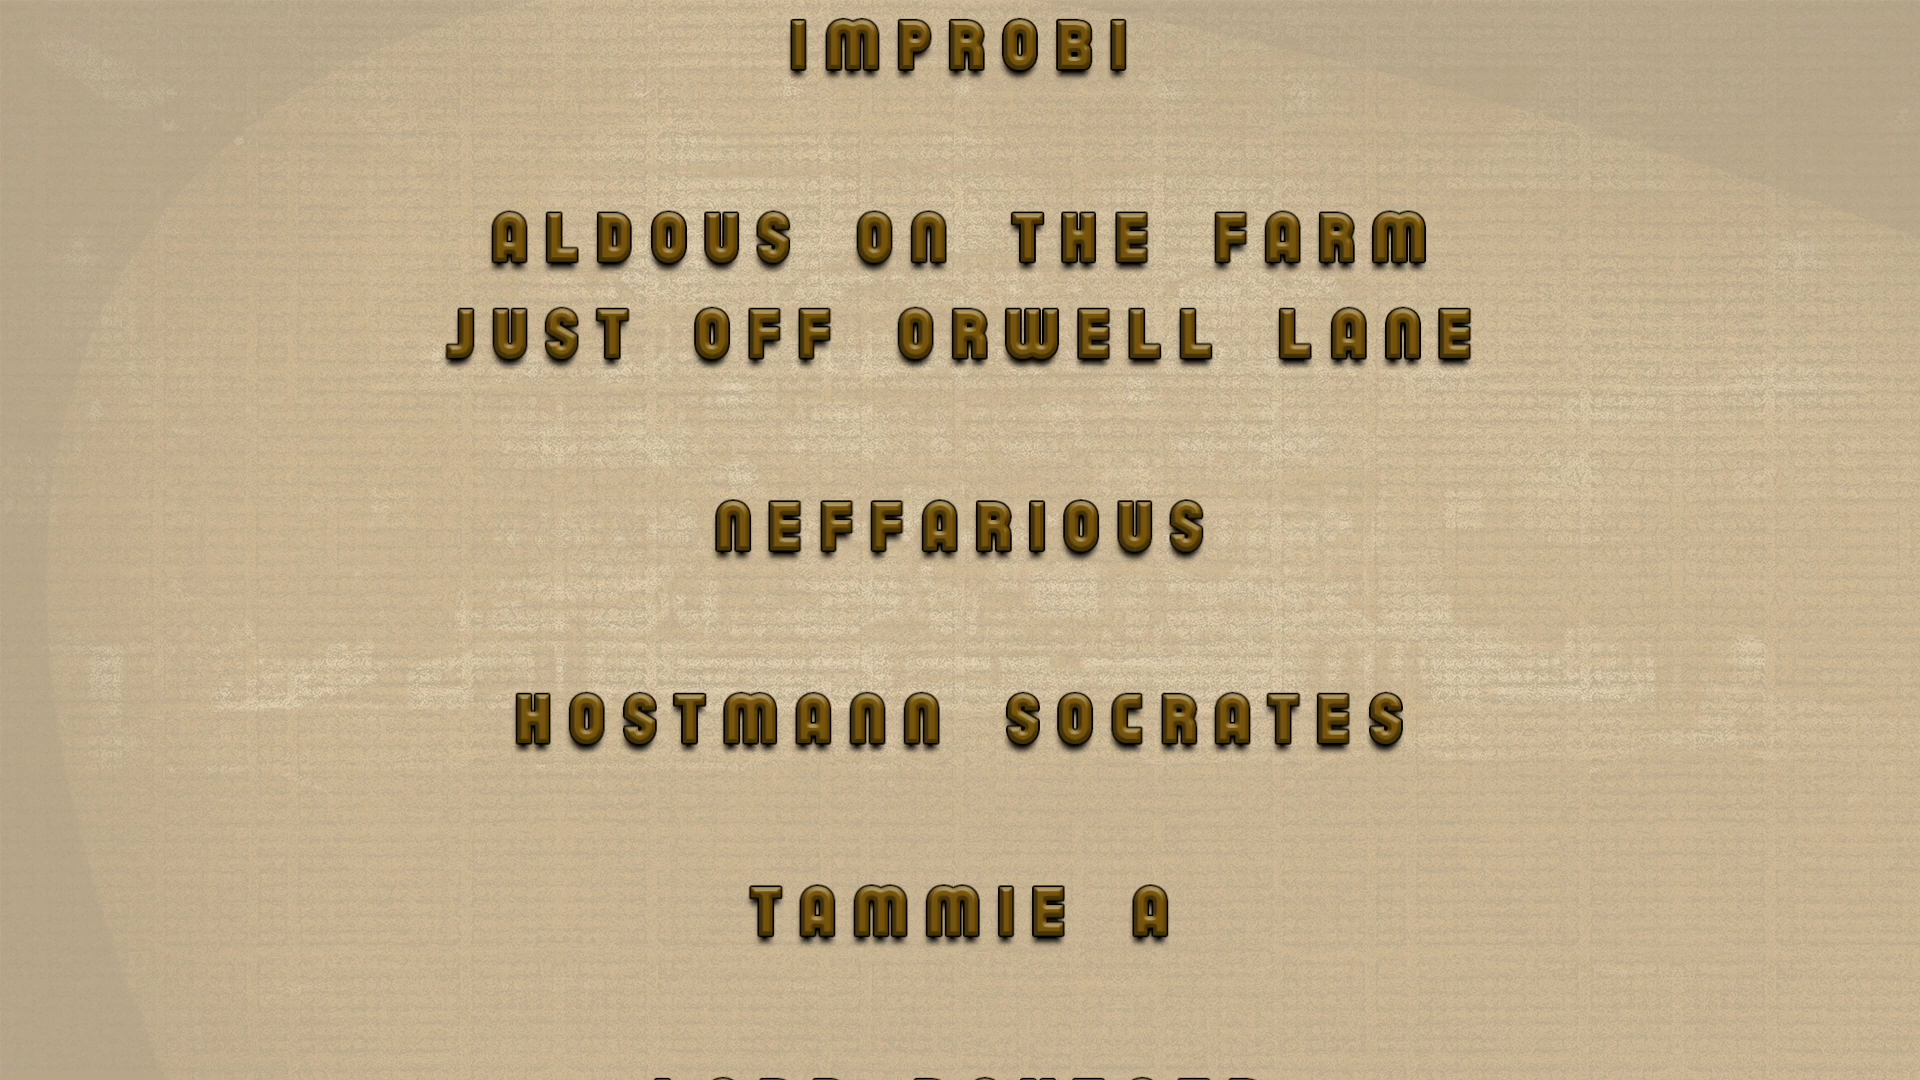 IMPROBI
ALDOUS ON THE FARM
JUST OFF ORWELL LANE
NEFFARIOUS
HOSTMANN SOCRATES
TAMMIE A